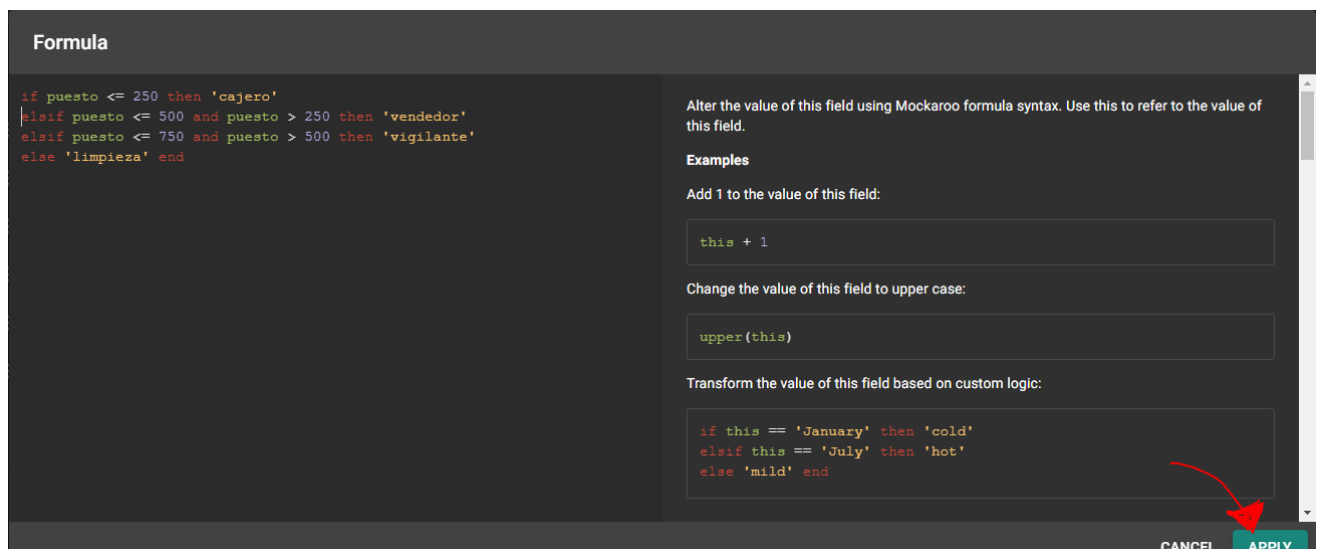 Formula
if puesto <= 250 then 'cajero'
elsif puesto <= 500 and puesto > 250 then 'vendedor'
elsif puesto <= 750 and puesto > 500 then 'vigilante'
else 'limpieza' end
Alter the value of this field using Mockaroo formula syntax. Use this to refer to the value of
this field.
Examples
Add 1 to the value of this field:
this + 1
Change the value of this field to upper case:
upper(this)
Transform the value of this field based on custom logic:
if this == 'January' then 'cold'
elsif this == 'July' then 'hot'
else 'mild' end
CANCEL APPLY